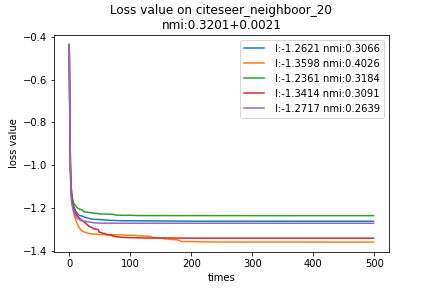 Loss value on citeseer_neighboor_20
nmi:0.3201+0.0021
l:-1.2621 nmi:0.3066
l:-1.3598 nmi:0.4026
l:-1.2361 nmi:0.3184
l:-1.3414 nmi:0.3091
l:-1.2717 nmi:0.2639
loss value
−0.4
−0.6
−0.8
−1.0
−1.2
−1.4
0 100 200 300 400 500
times